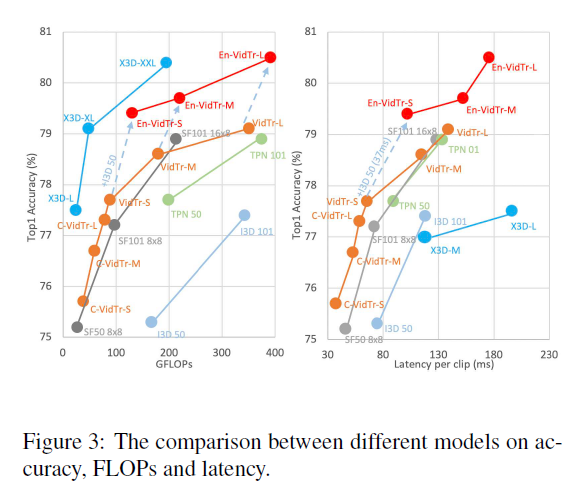 81
80
79
78
77
76
75
0
100
200
300
400
Top1 Accuracy (%)
GFLOPs
X3D-XXL
X3D-XL
X3D-L
En-VidTr-L
En-VidTr-M
En-VidTr-S
+I3D 50
SF101 16x8
VidTr-L
VidTr-M
TPN 101
VidTr-S
TPN 50
C-VidTr-L
SF101 8x8
I3D 101
C-VidTr-M
C-VidTr-S
SF50 8x8
I3D 50
81
80
79
78
77
76
75
30
80
130
180
230
Top1 Accuracy (%)
Latency per clip (ms)
En-VidTr-L
En-VidTr-S
En-VidTr-M
SF101 16x8
VidTr-L
TPN 01
VidTr-M
+I3D 50 (37ms)
VidTr-S
TPN 50
C-VidTr-L
I3D 101
X3D-L
SF101 8x8
X3D-M
C-VidTr-M
C-VidTr-S
SF50 8x8
I3D 50
Figure 3: The comparison between different models on ac-
curacy, FLOPs and latency.